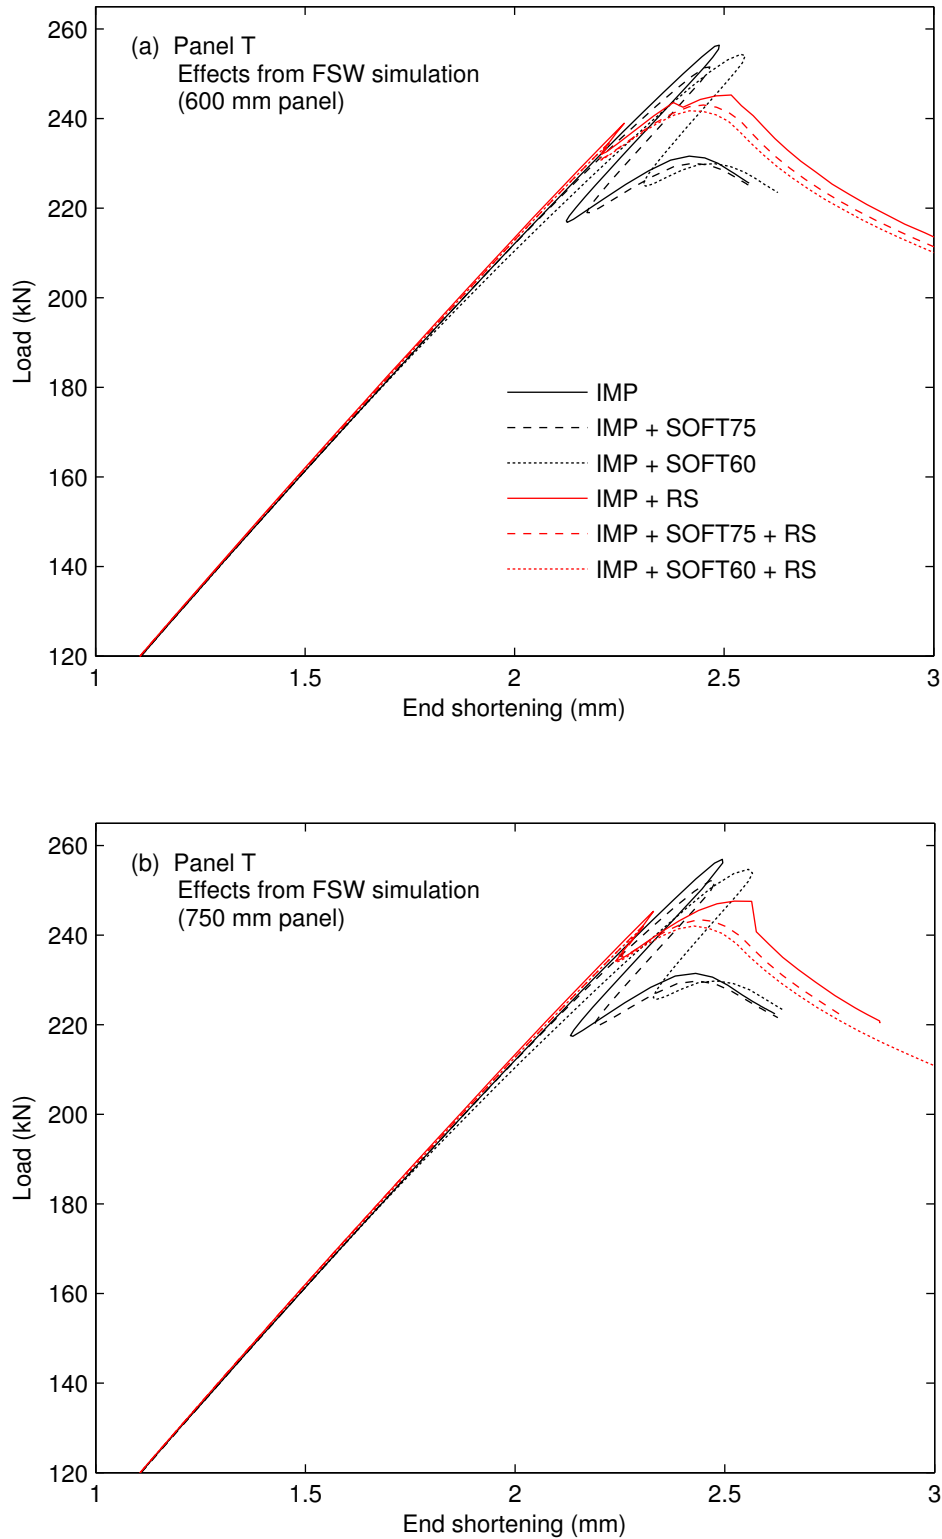 (a) Panel T
Effects from FSW simulation
(600 mm panel)
260
240
220
200
180
160
140
120
Load (kN)
IMP
IMP + SOFT75
IMP + SOFT60
IMP + RS
IMP + SOFT75 + RS
IMP + SOFT60 + RS
1 1.5 2 2.5 3
End shortening (mm)
(b) Panel T
Effects from FSW simulation
(750 mm panel)
260
240
220
200
180
160
140
120
Load (kN)
1 1.5 2 2.5 3
End shortening (mm)